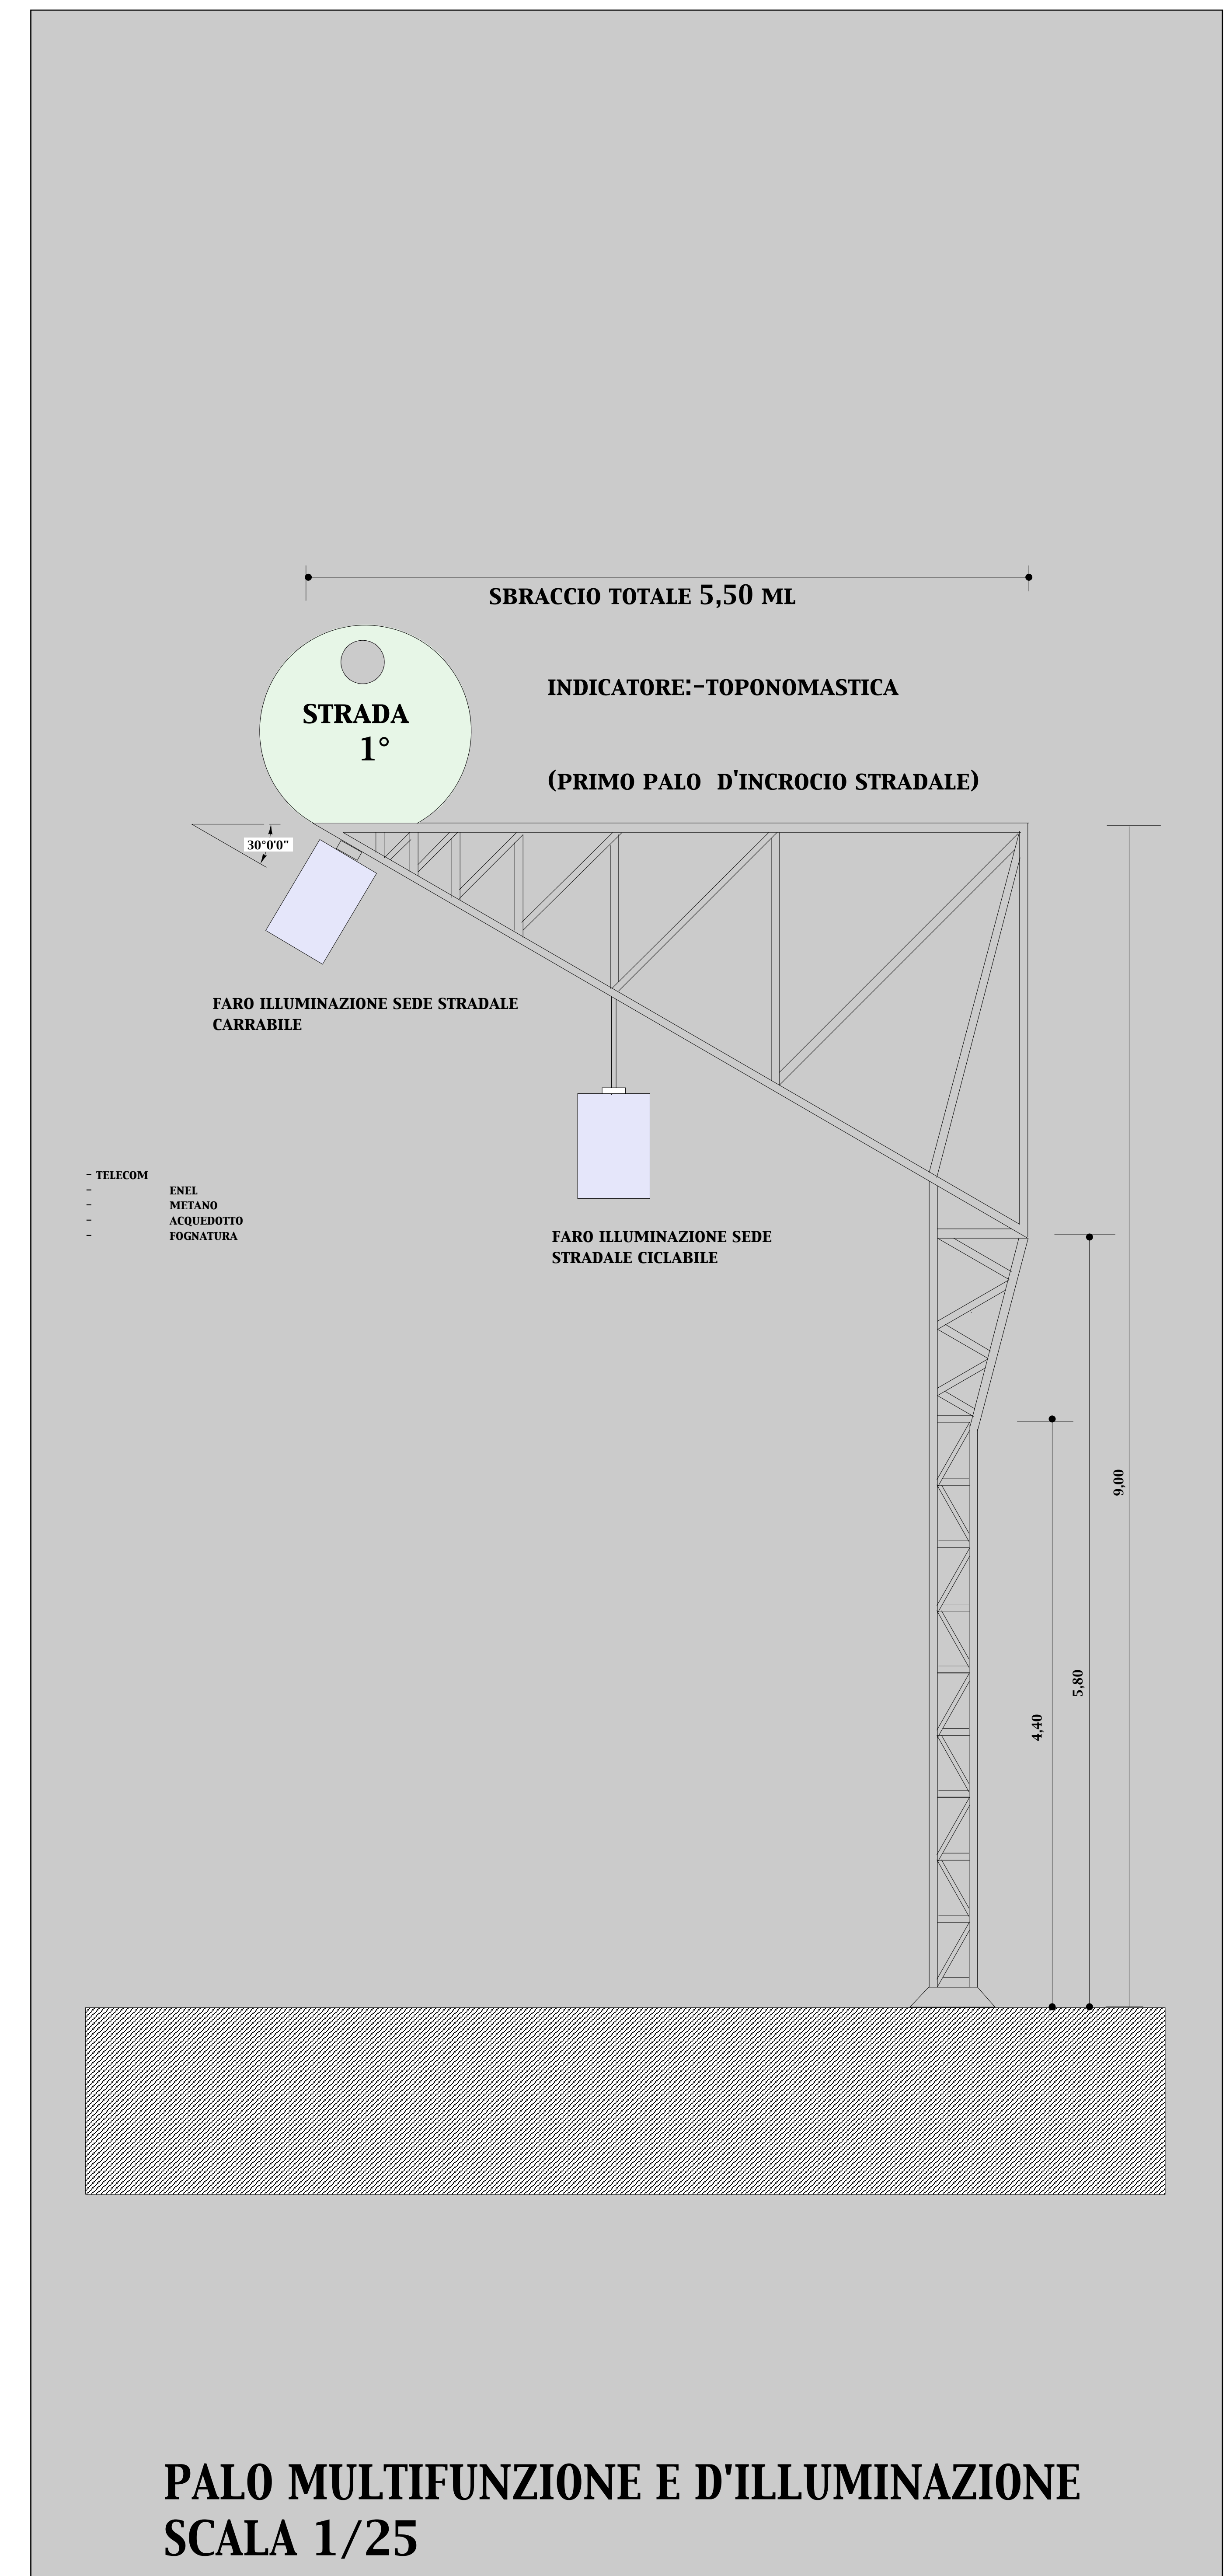 SBRACCIO TOTALE 5,50 ML
STRADA
1°
INDICATORE:-TOPONOMASTICA
(PRIMO PALO D'INCROCIO STRADALE)
30°0'0"
FARO ILLUMINAZIONE SEDE STRADALE
CARRABILE
- TELECOM
- ENEL
- METANO
- ACQUEDOTTO
- FOGNATURA
FARO ILLUMINAZIONE SEDE
STRADALE CICLABILE
9,00
5,80
4,40
PALO MULTIFUNZIONE E D'ILLUMINAZIONE
SCALA 1/25